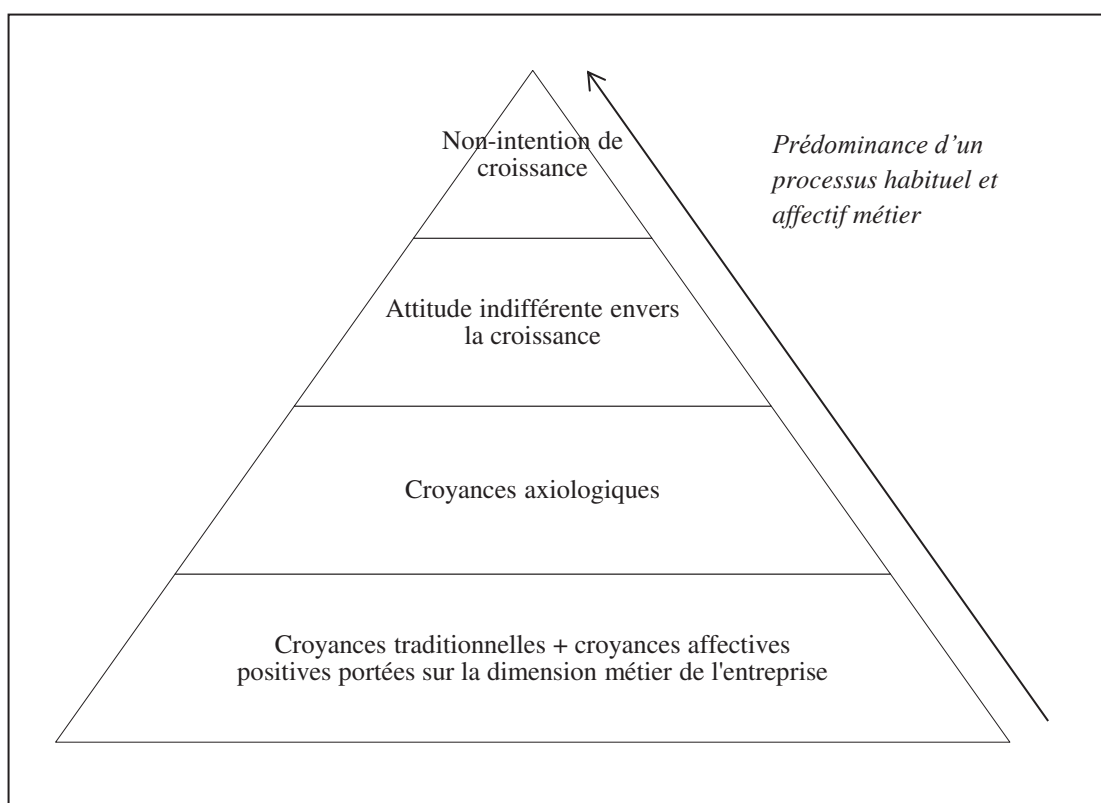 Non-intention de
croissance
Prédominance d’un
processus habituel et
affectif métier
Attitude indifférente envers
la croissance
Croyances axiologiques
Croyances traditionnelles + croyances affectives
positives portées sur la dimension métier de l'entreprise